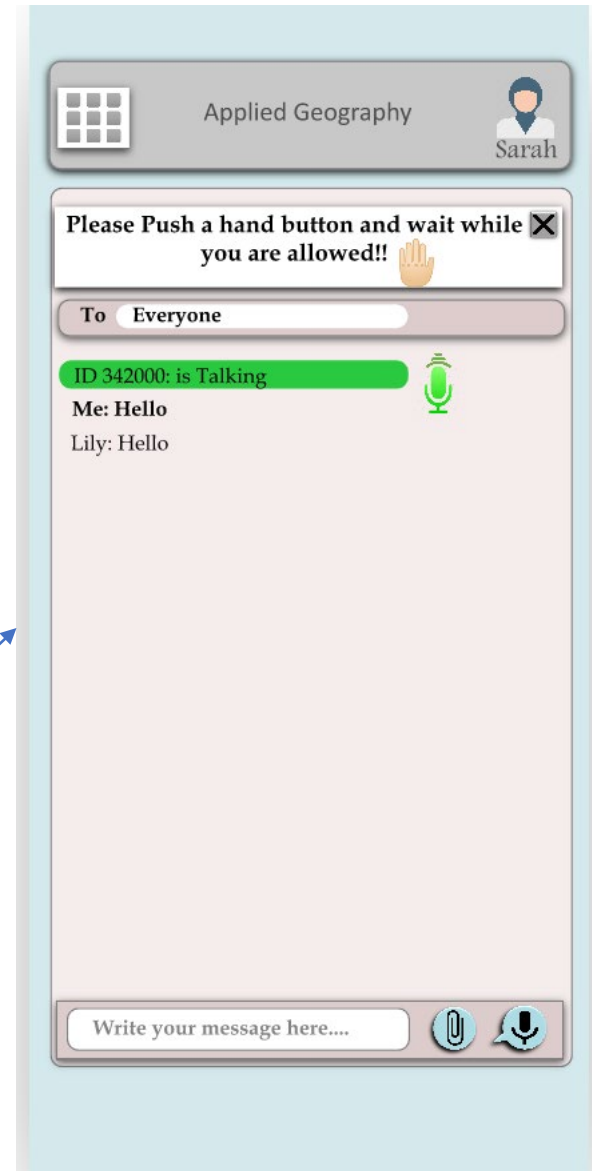 Applied Geography
Sarah
Please Push a hand button and wait while
you are allowed!!
To Everyone
ID 342000: is Talking
Me: Hello
Lily: Hello
Write your message here....